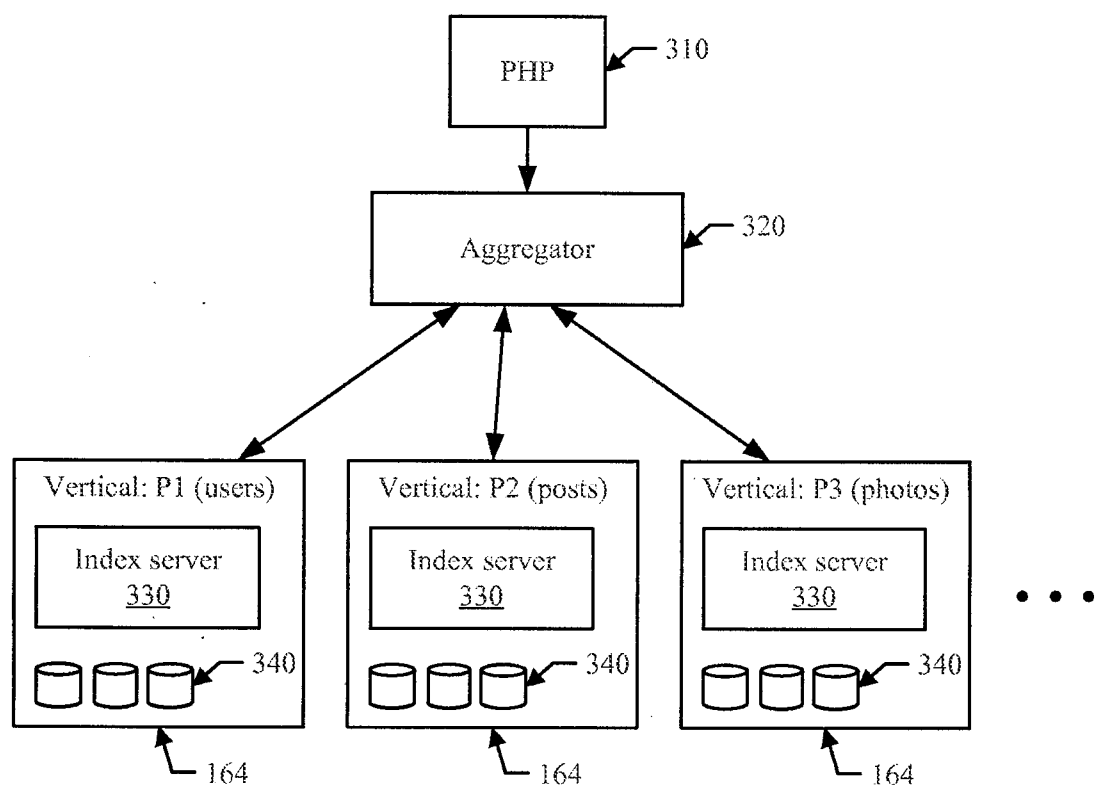 PHP
310
Aggregator
320
Vertical: P1 (users)
Vertical: P2 (posts)
Vertical: P3 (photos)
Index server
330
Index server
330
Index server
330
340
340
340
164
164
164